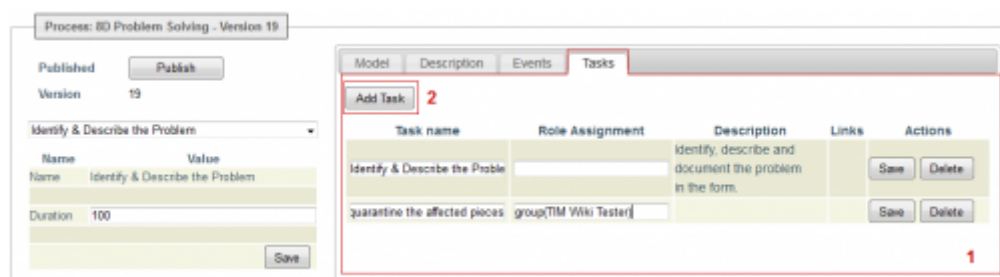 Process: 8D Problem Solving - Version 19
Published Publish
Version 19
Identify & Describe the Problem
Name Value
Name Identify & Describe the Problem
Duration 100
Save
Model Description Events Tasks
Add Task 2
Task name Role Assignment Description Links Actions
Identify & Describe the Proble Identify, describe and document the problem in the form. Save Delete
quarantine the affected pieces group(TIM Wiki Tester) Save Delete
1